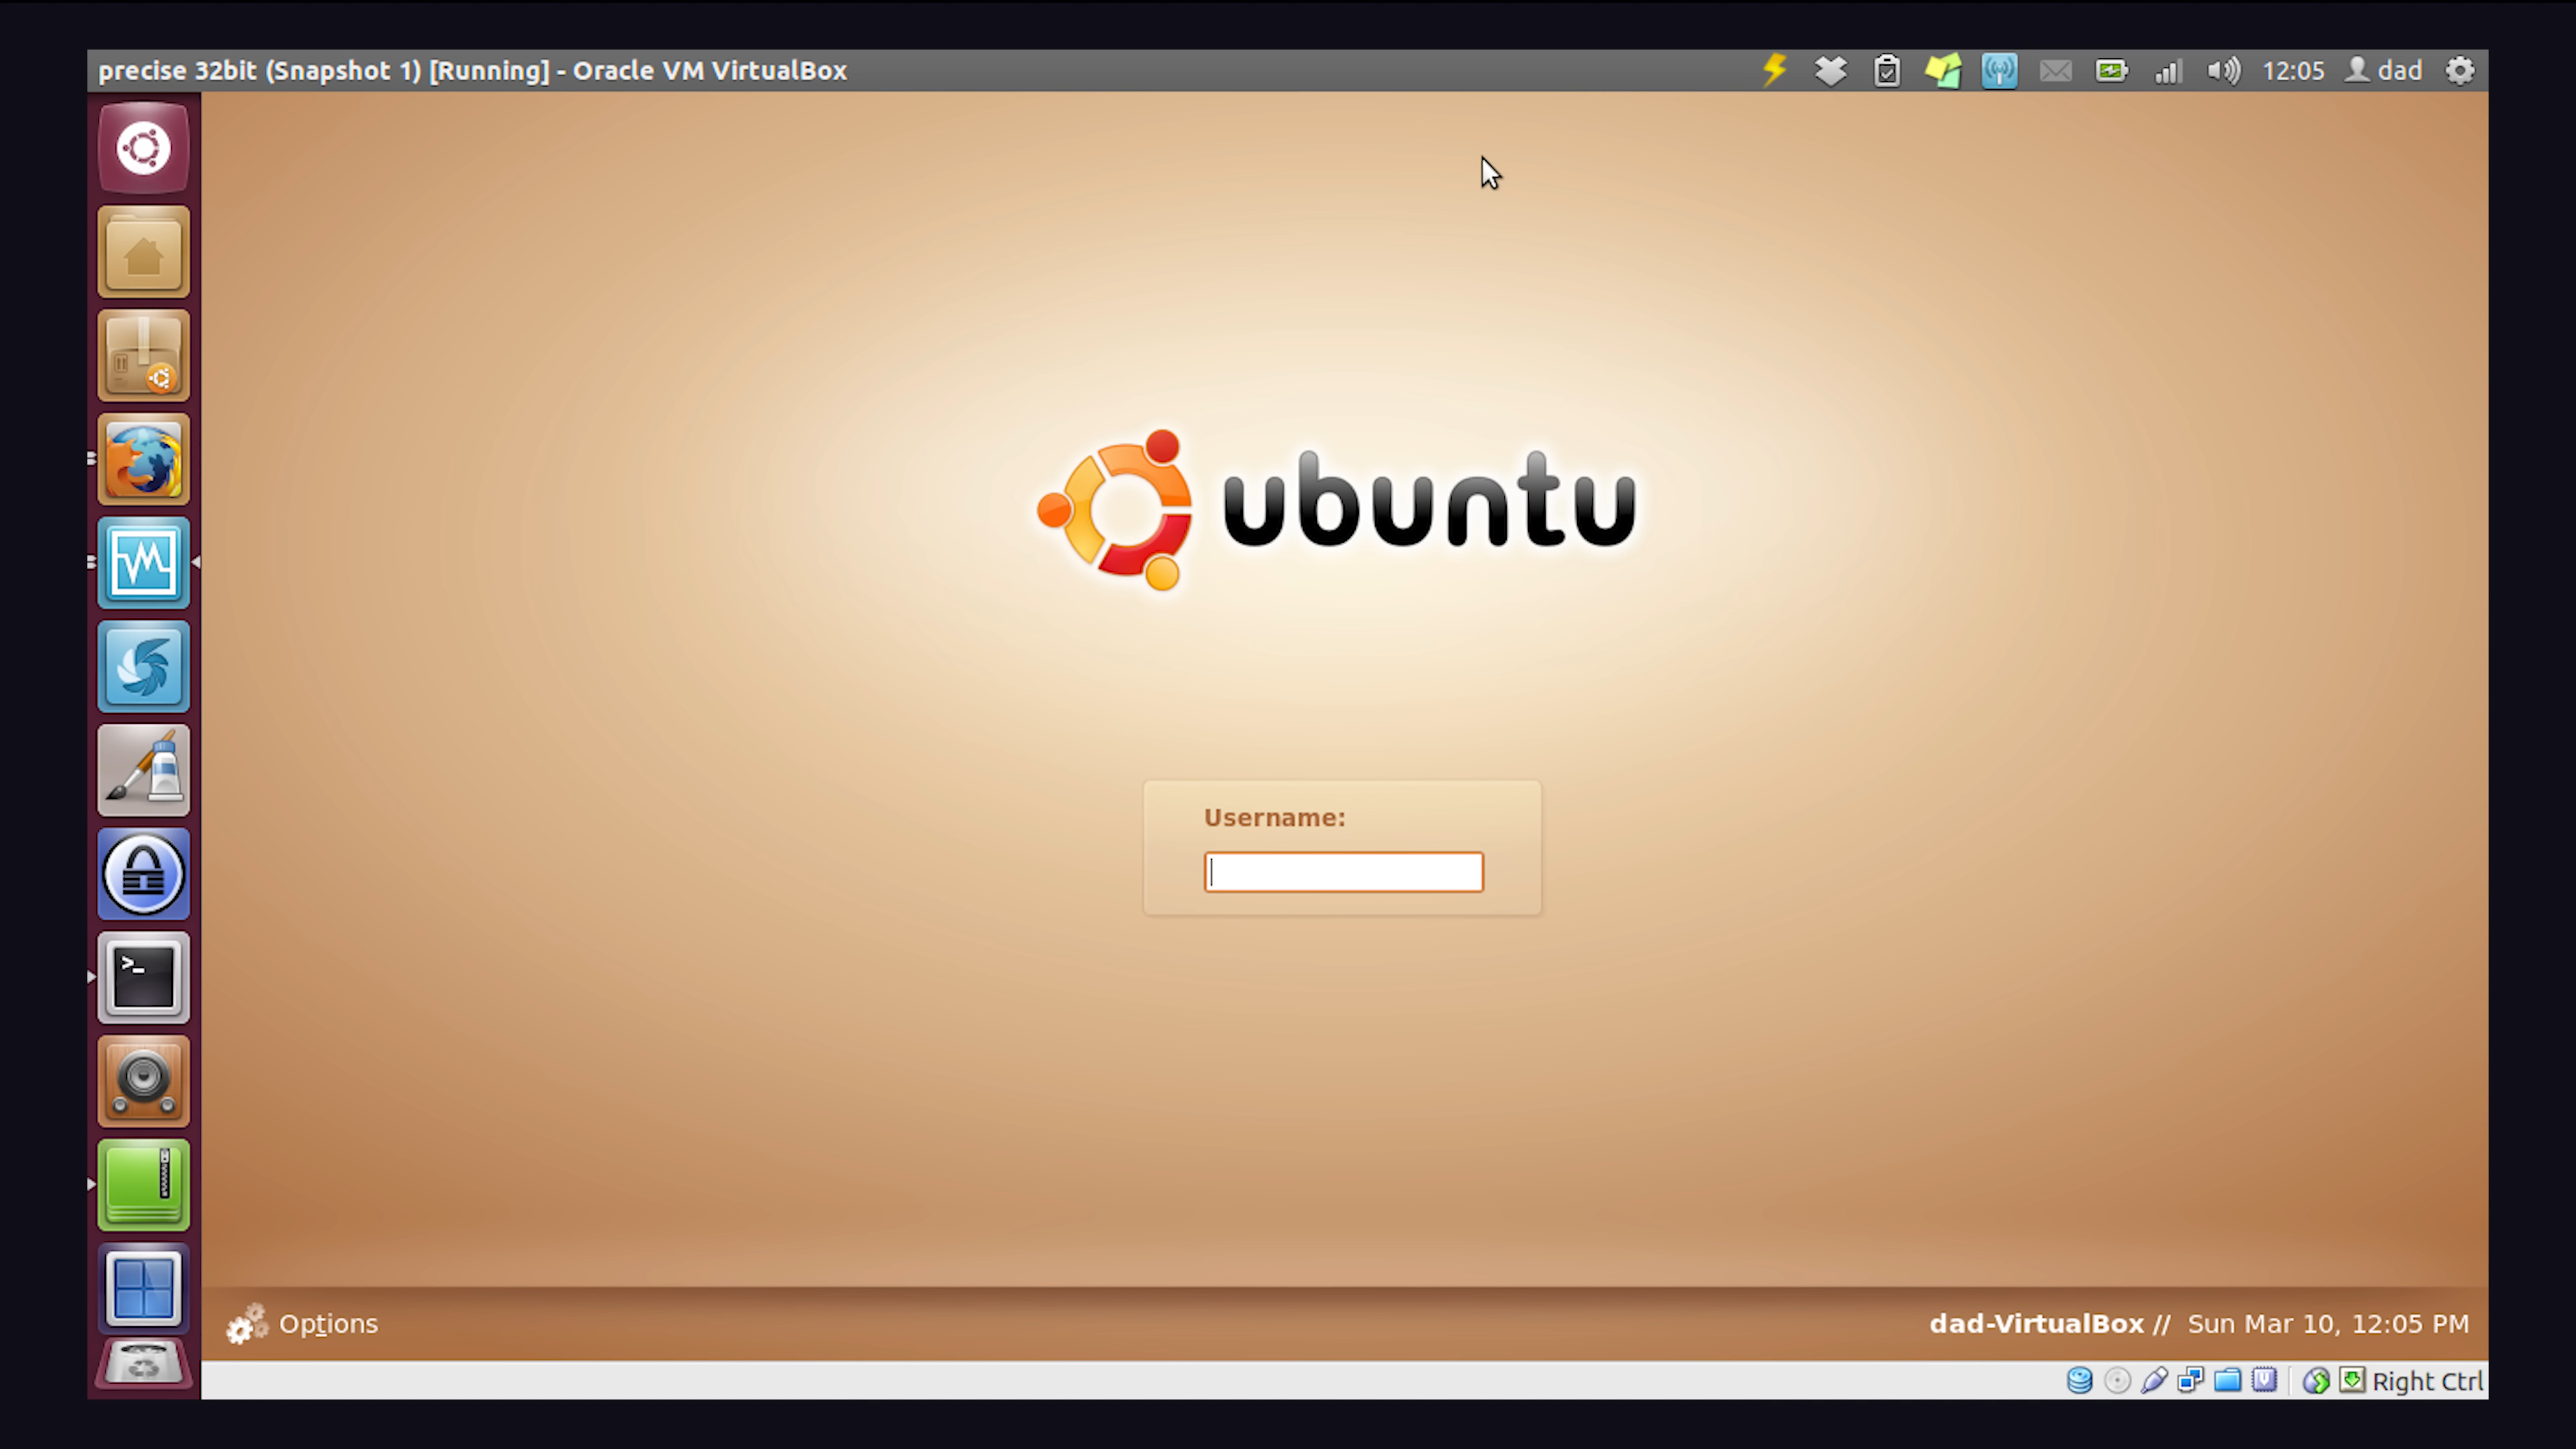 precise 32bit (Snapshot 1) [Running] - Oracle VM VirtualBox
12:05 dad
ubuntu
Username:
>_
Options
dad-VirtualBox // Sun Mar 10, 12:05 PM
Right Ctrl